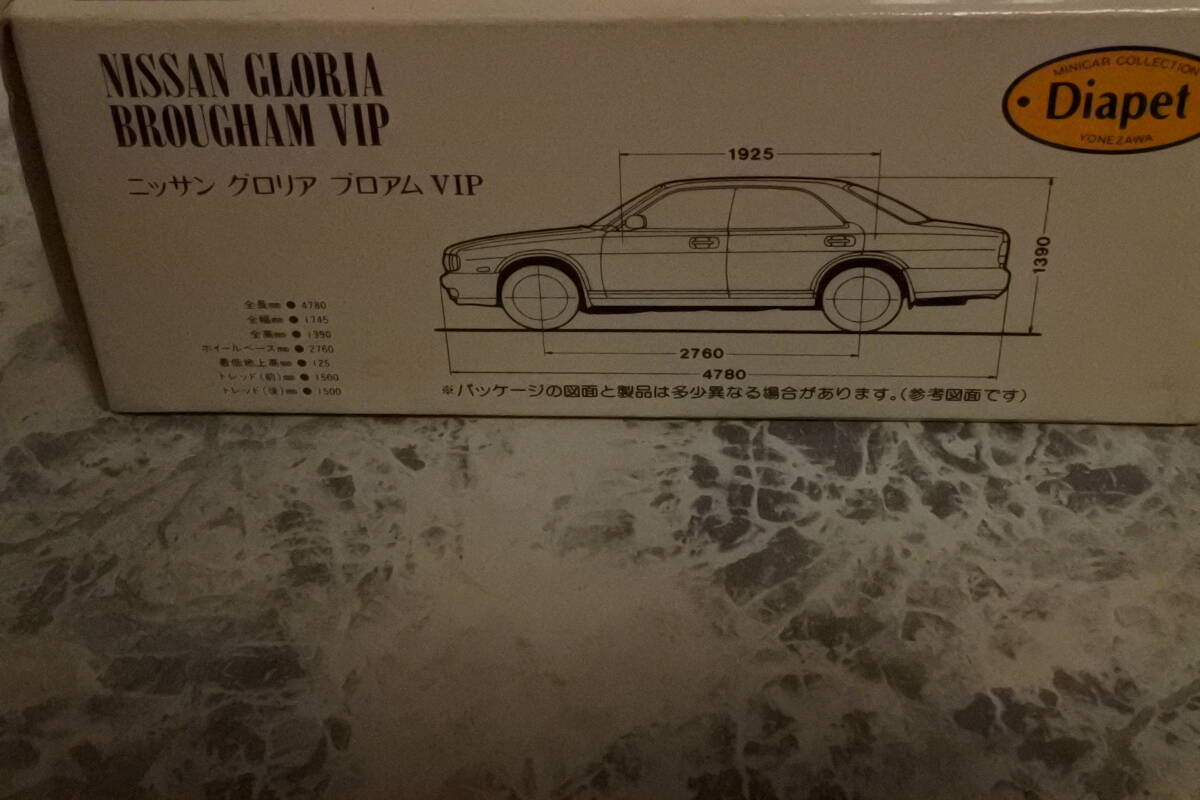 NISSAN GLORIA
BROUGHAM VIP
ニッサン グロリア ブロアム VIP
MINICAR COLLECTION
Diapet
YONEZAWA
1925
1390
2760
4780
全長mm ● 4780
全幅mm ● 1745
全高mm ● 1390
ホイールベースmm ● 2760
最低地上高mm ● 125
トレッド(前)mm ● 1500
トレッド(後)mm ● 1500
※パッケージの図面と製品は多少異なる場合があります。(参考図面です)